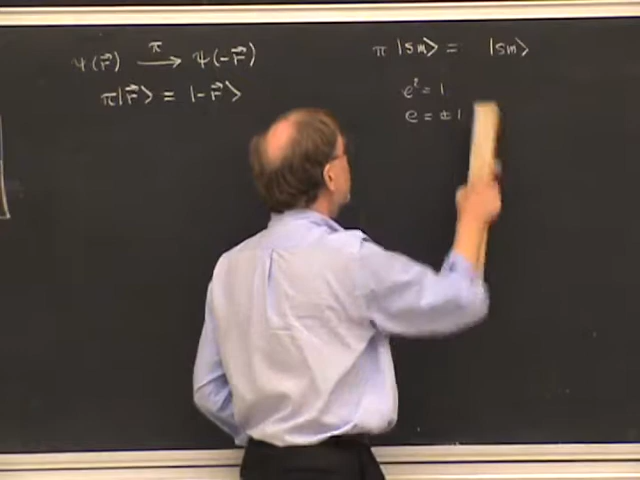 ψ(r⃗) —π→ ψ(-r⃗)
π|r⃗> = |-r⃗>
π |sm> = |sm>
e² = 1
e = ± 1